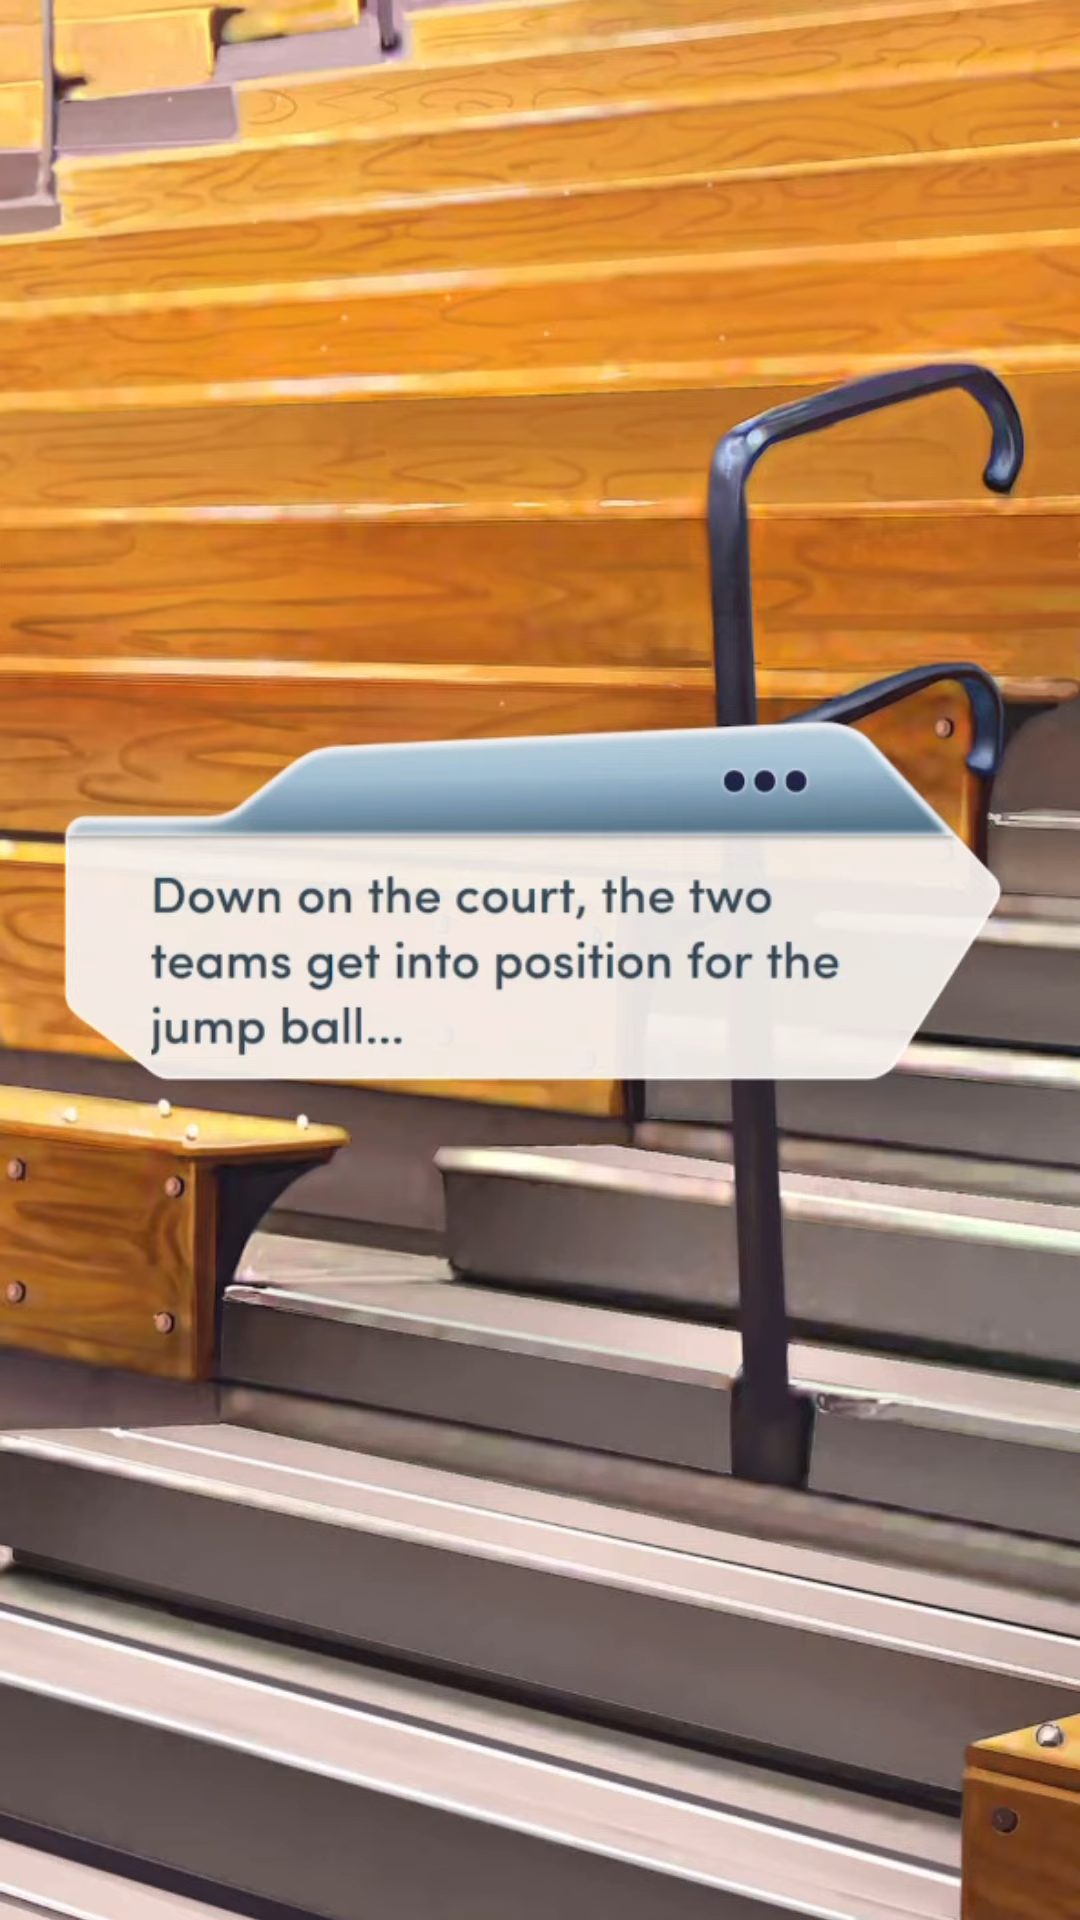 Down on the court, the two
teams get into position for the
jump ball...